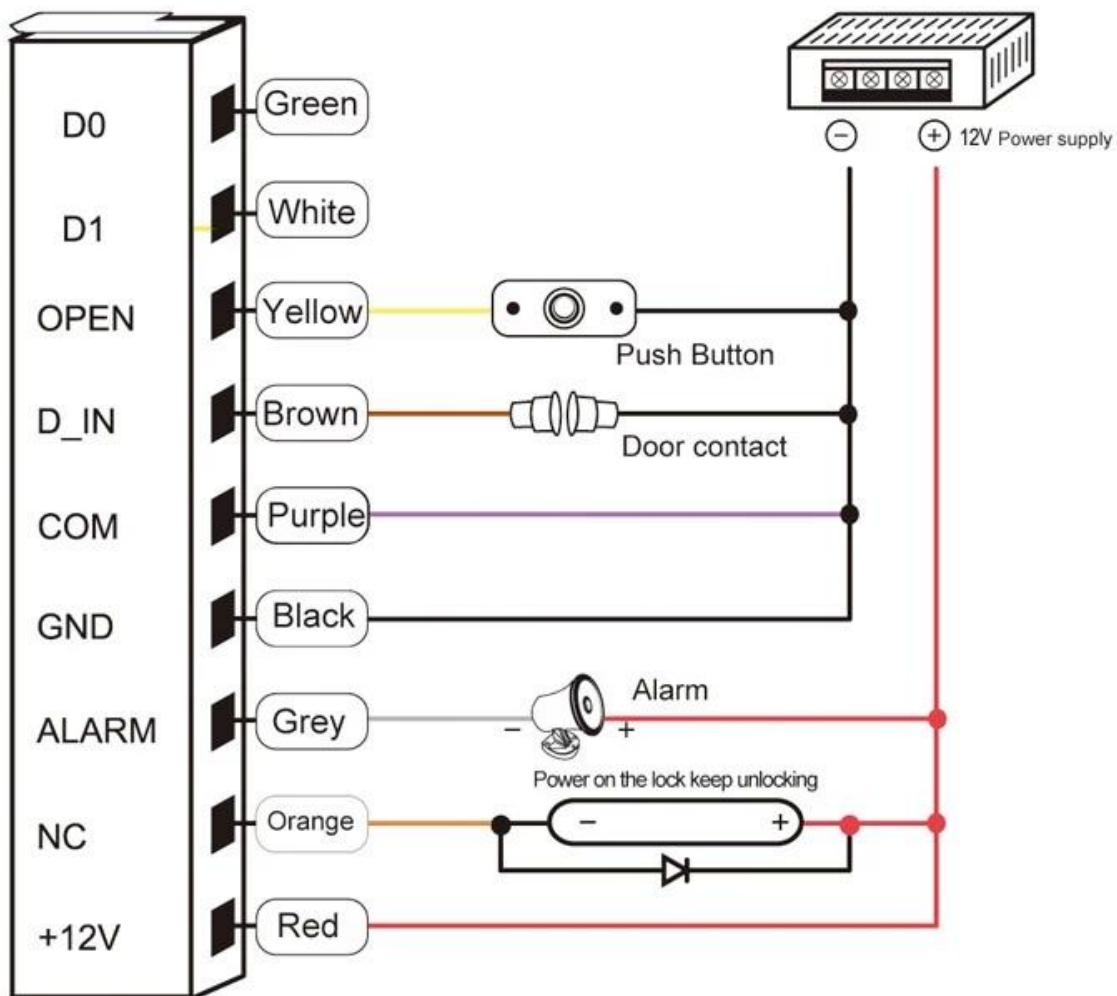 D0 Green
− + 12V Power supply
D1 White
OPEN Yellow
Push Button
D_IN Brown
Door contact
COM Purple
GND Black
ALARM Grey
Alarm
− +
Power on the lock keep unlocking
NC Orange
− +
+12V Red